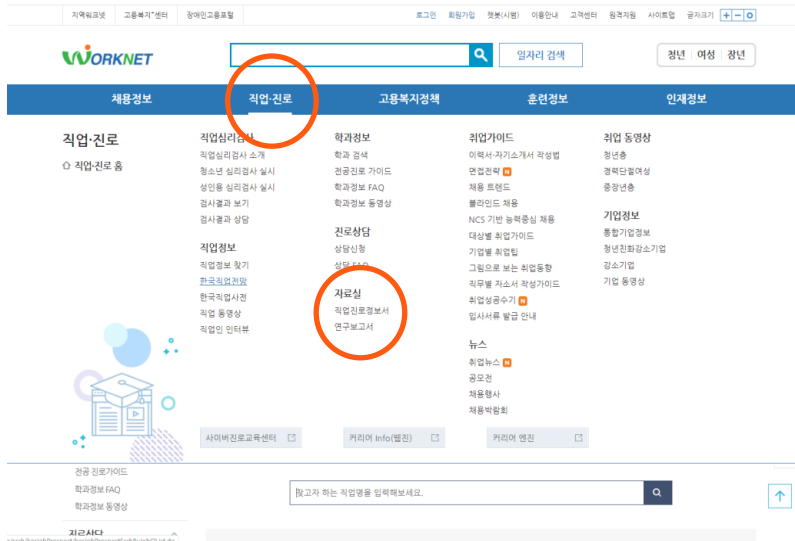 지역워크넷 고용복지⁺센터 장애인고용포털 로그인 회원가입 챗봇(시범) 이용안내 고객센터 원격지원 사이트맵 글자크기 + − O
WORKNET 일자리 검색 청년 여성 장년
채용정보 직업·진로 고용복지정책 훈련정보 인재정보
직업·진로
직업·진로 홈
직업심리검사
직업심리검사 소개
청소년 심리검사 실시
성인용 심리검사 실시
검사결과 보기
검사결과 상담
직업정보
직업정보 찾기
한국직업전망
한국직업사전
직업 동영상
직업인 인터뷰
학과정보
학과 검색
전공진로 가이드
학과정보 FAQ
학과정보 동영상
진로상담
상담신청
상담 FAQ
자료실
직업진로정보서
연구보고서
취업가이드
이력서·자기소개서 작성법
면접전략 N
채용 트렌드
블라인드 채용
NCS 기반 능력중심 채용
대상별 취업가이드
기업별 취업팁
그림으로 보는 취업동향
직무별 자소서 작성가이드
취업성공수기 N
입사서류 발급 안내
뉴스
취업뉴스 N
공모전
채용행사
채용박람회
취업 동영상
청년층
경력단절여성
중장년층
기업정보
통합기업정보
청년친화강소기업
강소기업
기업 동영상
사이버진로교육센터 커리어 Info(웹진) 커리어 엔진
전공 진로가이드
학과정보 FAQ
학과정보 동영상
찾고자 하는 직업명을 입력해보세요.
진로상담